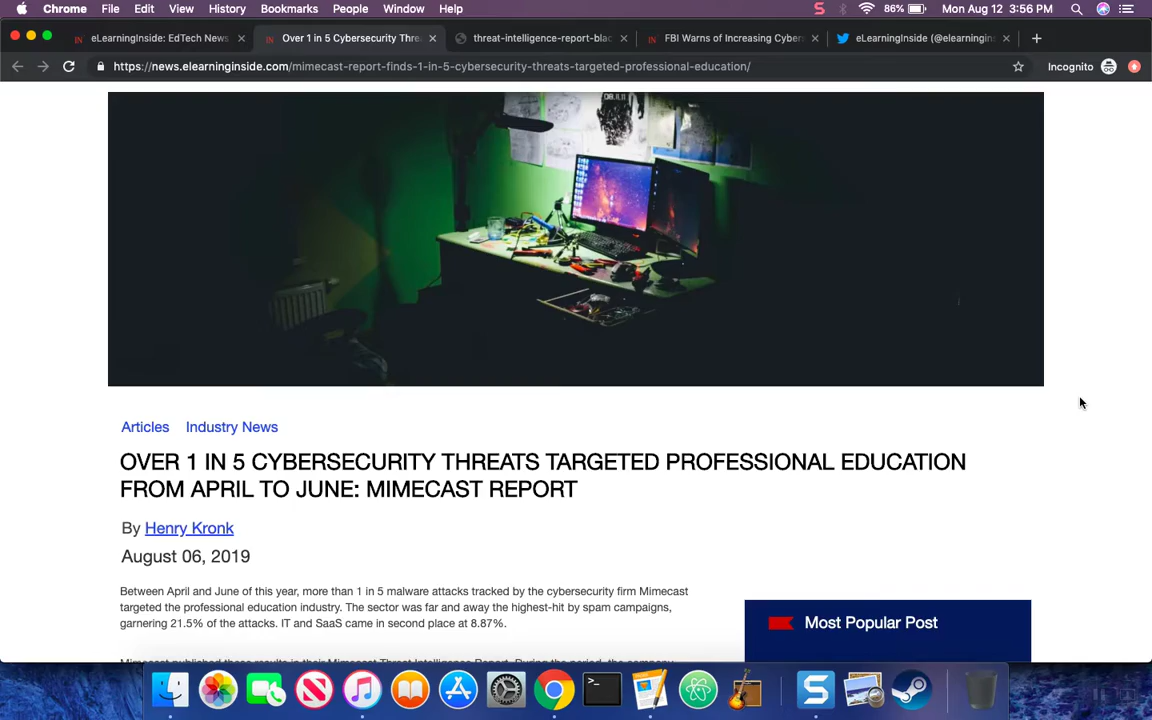 Chrome File Edit View History Bookmarks People Window Help 86% Mon Aug 12 3:56 PM
eLearningInside: EdTech News
Over 1 in 5 Cybersecurity Threa
threat-intelligence-report-blac
FBI Warns of Increasing Cybers
eLearningInside (@elearningins
https://news.elearninginside.com/mimecast-report-finds-1-in-5-cybersecurity-threats-targeted-professional-education/
Incognito
Articles Industry News
OVER 1 IN 5 CYBERSECURITY THREATS TARGETED PROFESSIONAL EDUCATION
FROM APRIL TO JUNE: MIMECAST REPORT
By Henry Kronk
August 06, 2019
Between April and June of this year, more than 1 in 5 malware attacks tracked by the cybersecurity firm Mimecast
targeted the professional education industry. The sector was far and away the highest-hit by spam campaigns,
garnering 21.5% of the attacks. IT and SaaS came in second place at 8.87%.
Most Popular Post